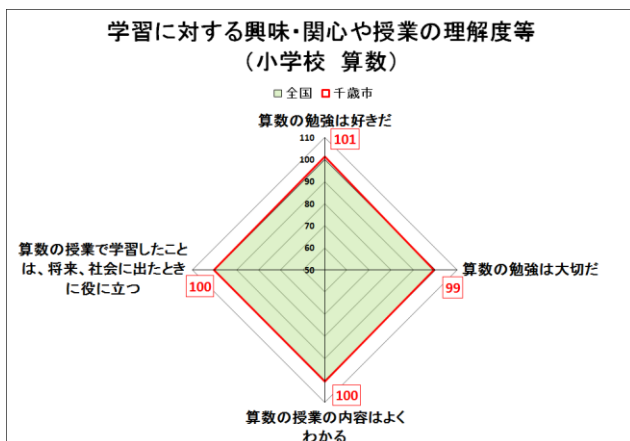 学習に対する興味・関心や授業の理解度等
（小学校 算数）
全国 千歳市
算数の勉強は好きだ
110
101
100
90
80
70
60
50
算数の授業で学習したこと
は、将来、社会に出たとき
に役に立つ
100
算数の勉強は大切だ
99
100
算数の授業の内容はよく
わかる